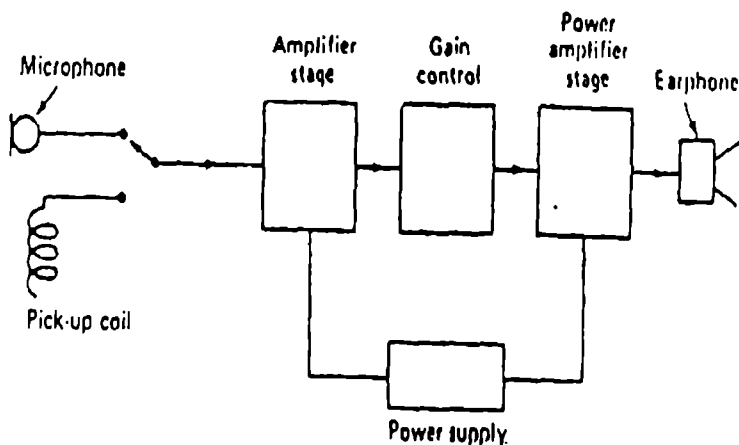 Microphone
Amplifier
stage
Gain
control
Power
amplifier
stage
Earphone
Pick-up coil
Power supply